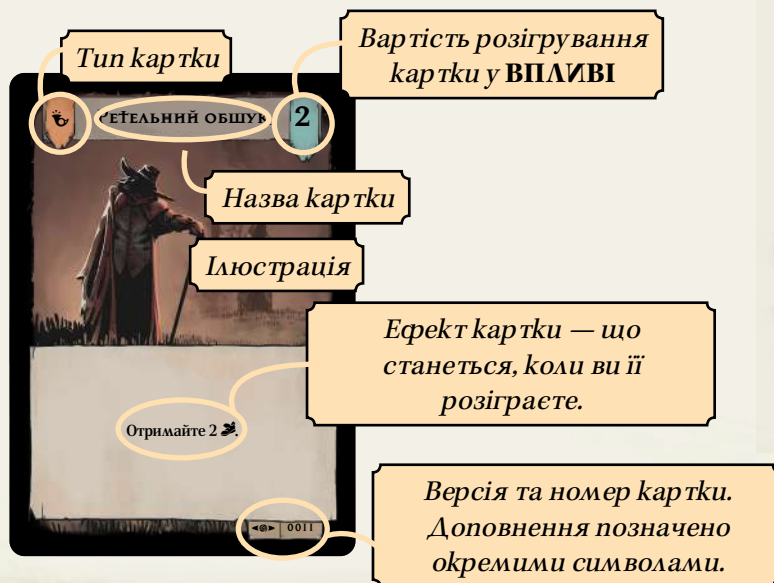 Тип картки
Вартість розігрування
картки у ВПЛИВІ
РЕТЕЛЬНИЙ ОБШУК
2
Назва картки
Ілюстрація
Ефект картки — що
станеться, коли ви її
розіграєте.
Отримайте 2
Версія та номер картки.
Доповнення позначено
окремими символами.
0011